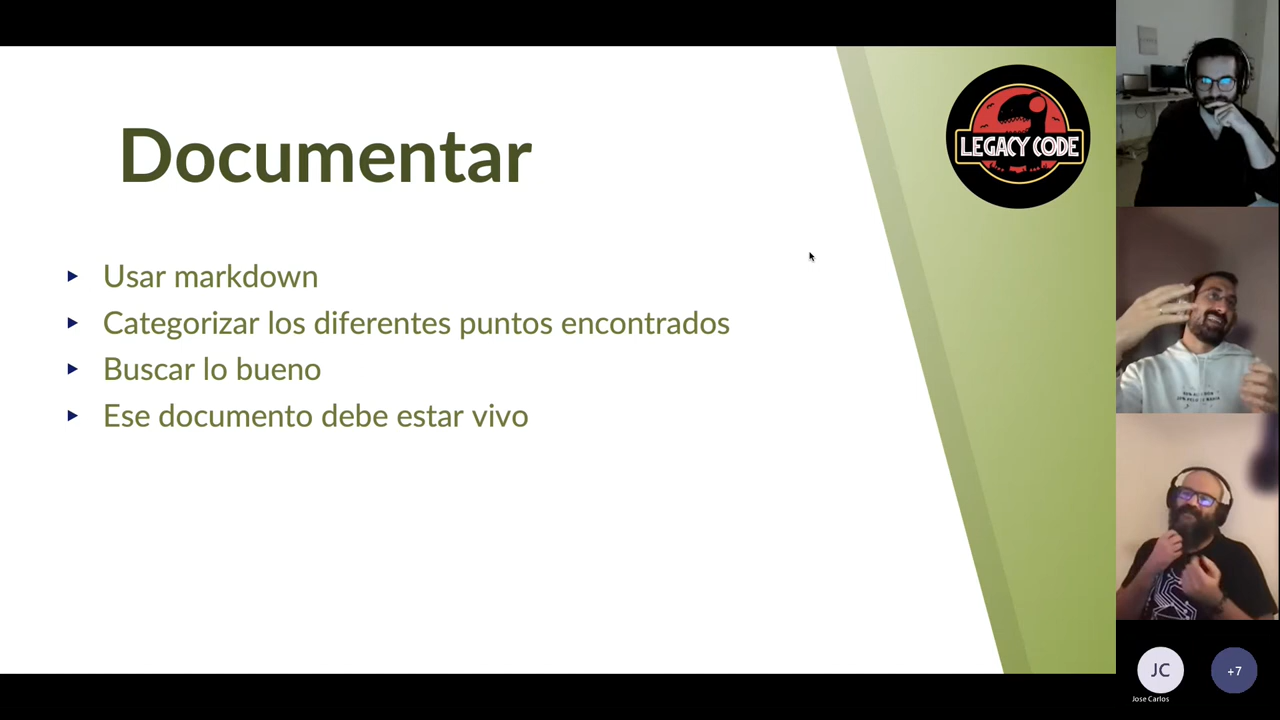 Documentar
LEGACY CODE
Usar markdown
Categorizar los diferentes puntos encontrados
Buscar lo bueno
Ese documento debe estar vivo
JC
+7
Jose Carlos